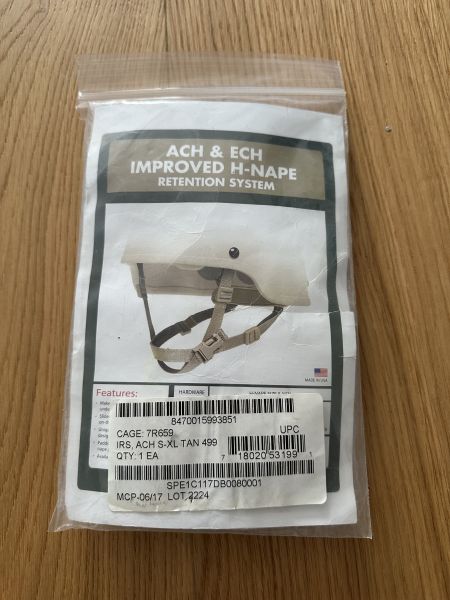 ACH & ECH
IMPROVED H-NAPE
RETENTION SYSTEM
MADE IN USA
Features:
HARDWARE
8470015993851
CAGE: 7R659
UPC
IRS, ACH S-XL TAN 499
QTY: 1 EA
7 18020 53199 1
SPE1C117DB0080001
MCP-06/17 LOT 2224